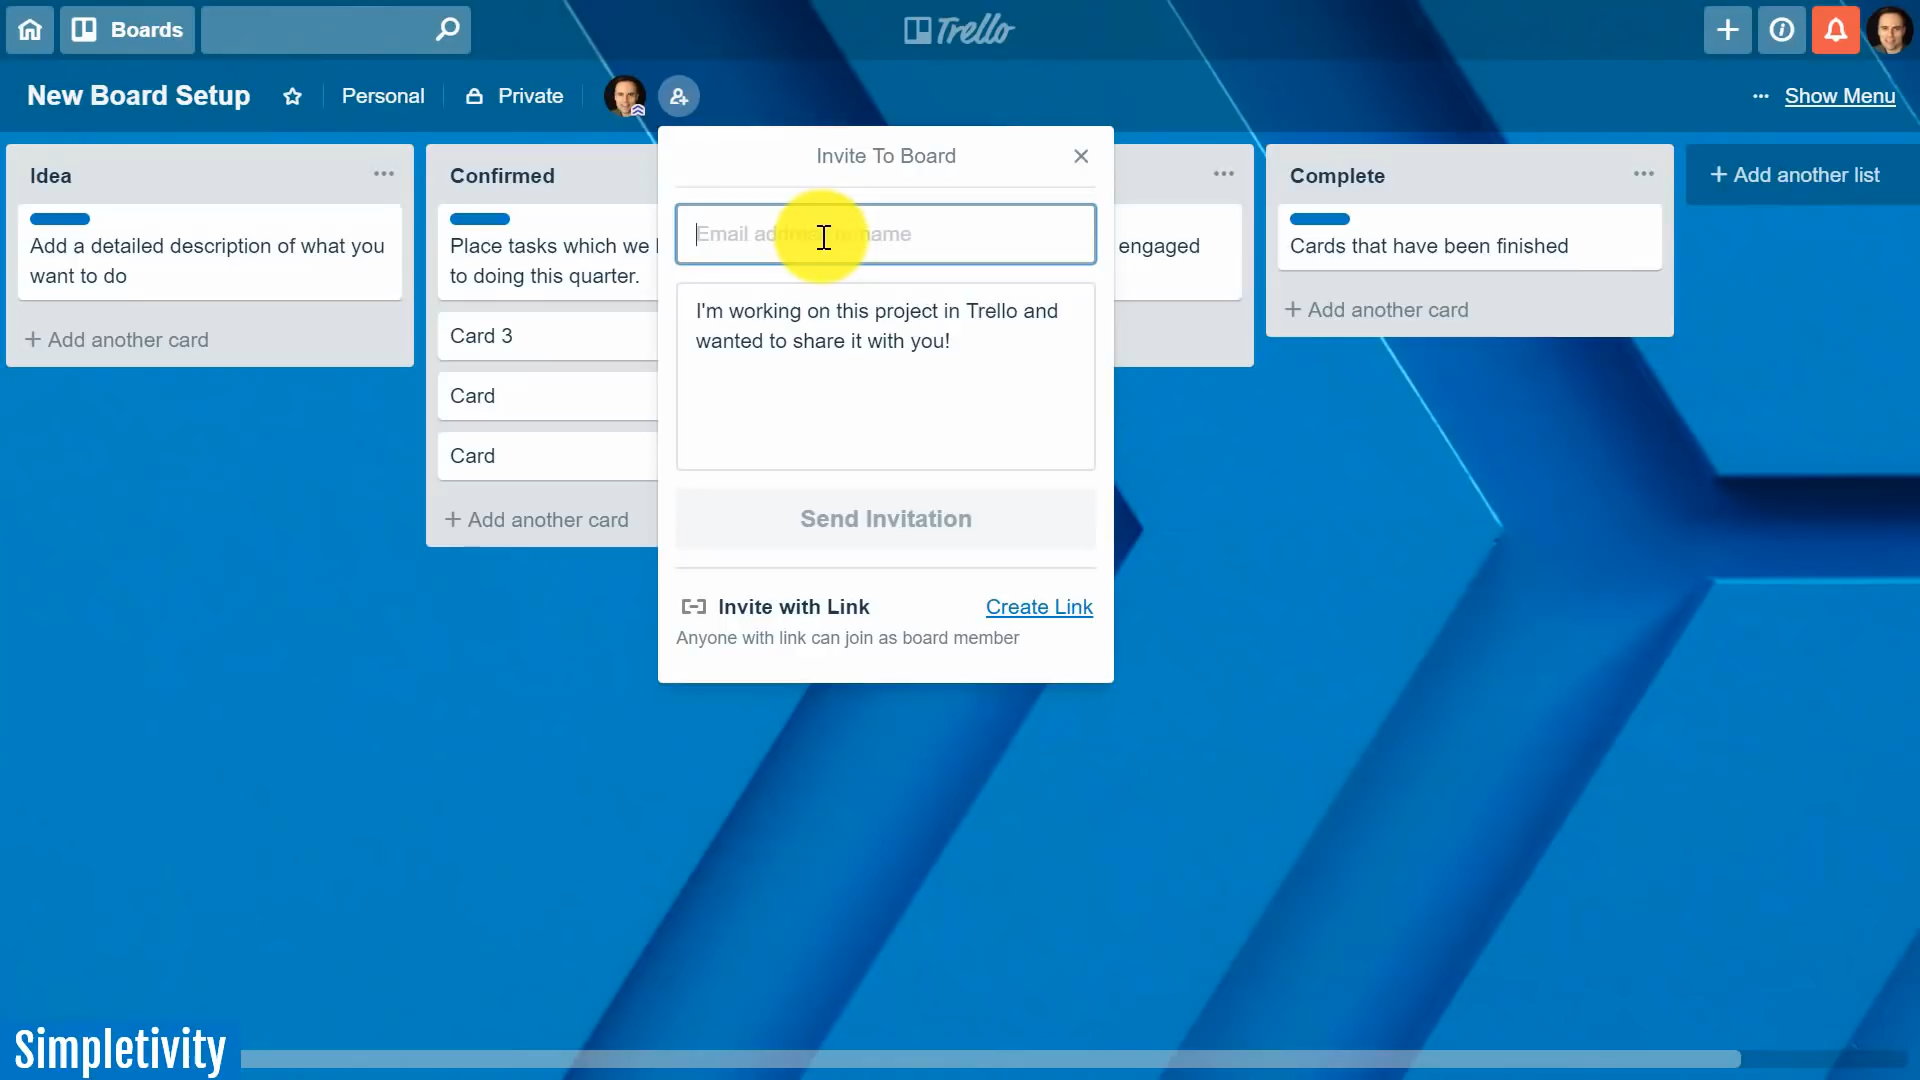 Boards
Trello
New Board Setup
Personal
Private
Show Menu
Invite To Board
Idea
Add a detailed description of what you
want to do
+ Add another card
Confirmed
Place tasks which we
to doing this quarter.
Card 3
Card
Card
+ Add another card
Email address or name
I'm working on this project in Trello and
wanted to share it with you!
Send Invitation
Invite with Link
Create Link
Anyone with link can join as board member
engaged
Complete
Cards that have been finished
+ Add another card
+ Add another list
Simpletivity